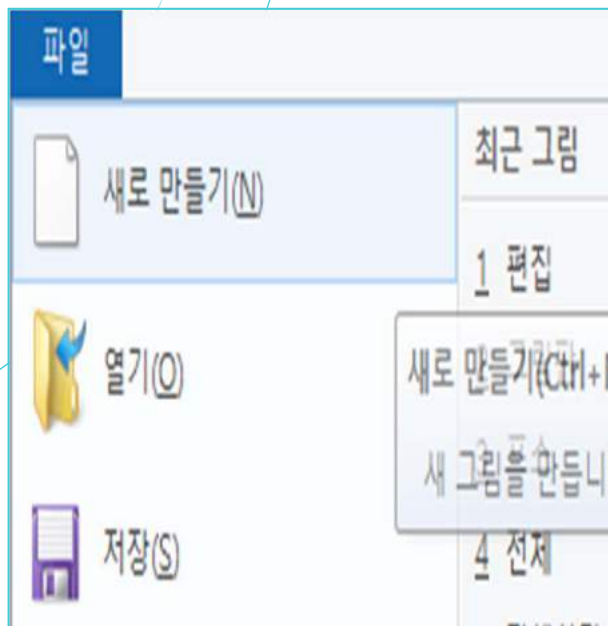 파일
새로 만들기(N)
열기(O)
저장(S)
최근 그림
1 편집
새로 만들기(Ctrl+
새 그림을 만듭니
4 전체